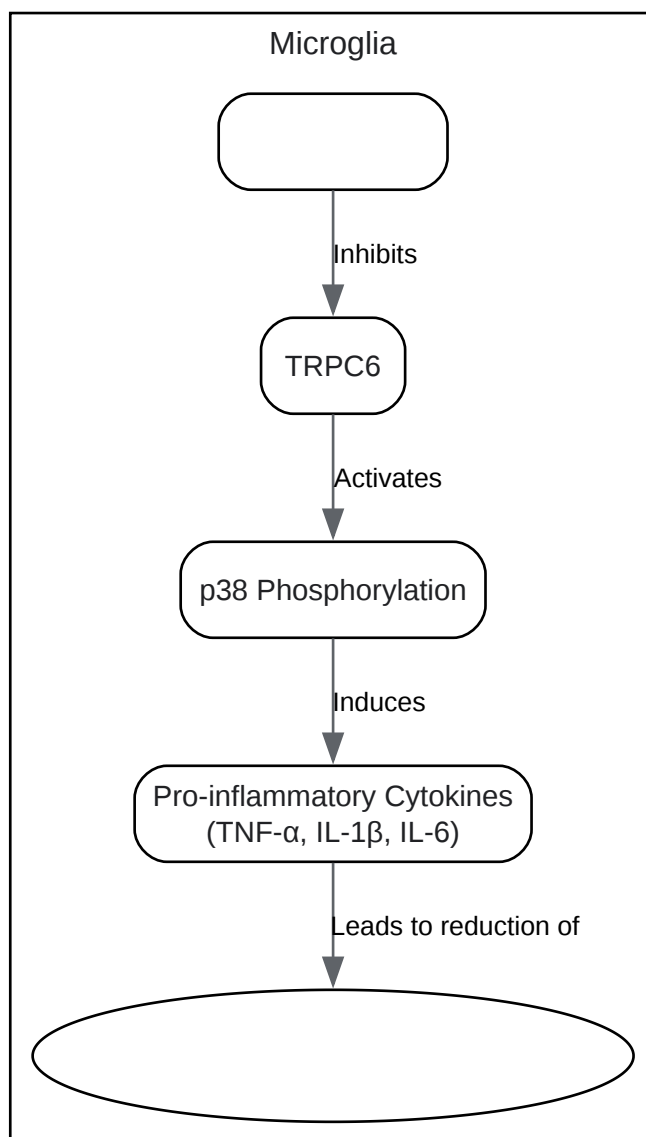 Microglia
Inhibits
TRPC6
Activates
p38 Phosphorylation
Induces
Pro-inflammatory Cytokines
(TNF-α, IL-1β, IL-6)
Leads to reduction of